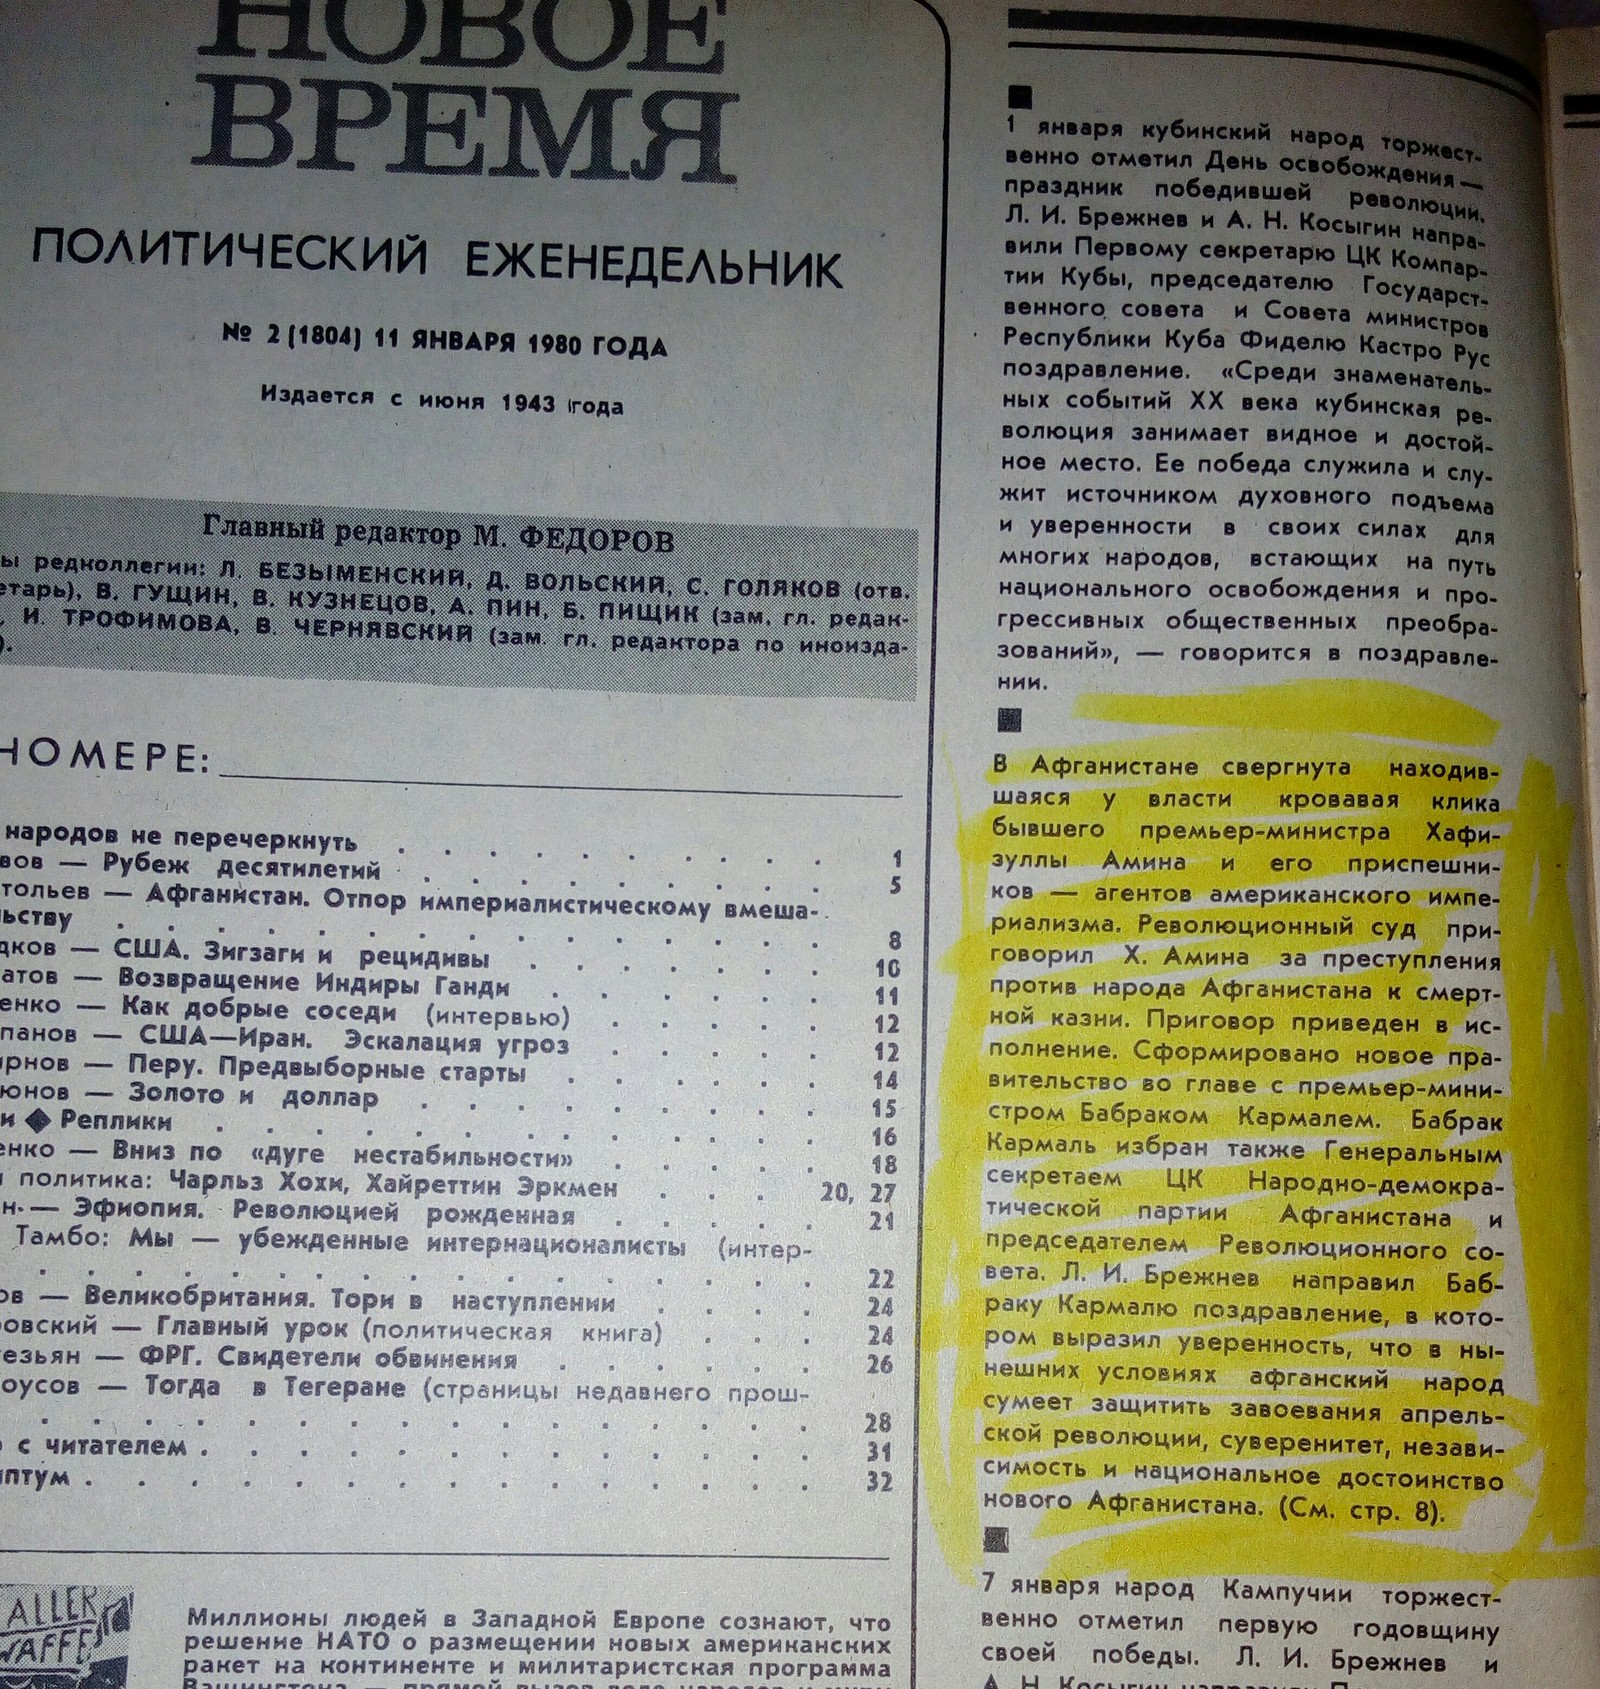 НОВОЕ
ВРЕМЯ
ПОЛИТИЧЕСКИЙ ЕЖЕНЕДЕЛЬНИК
№ 2 (1804) 11 ЯНВАРЯ 1980 ГОДА
Издается с июня 1943 года
Главный редактор М. ФЕДОРОВ
ы редколлегии: Л. БЕЗЫМЕНСКИЙ, Д. ВОЛЬСКИЙ, С. ГОЛЯКОВ (отв.
етарь), В. ГУЩИН, В. КУЗНЕЦОВ, А. ПИН, Б. ПИЩИК (зам. гл. редак-
, И. ТРОФИМОВА, В. ЧЕРНЯВСКИЙ (зам. гл. редактора по иноизда-
).
НОМЕРЕ:
народов не перечеркнуть . . . . . . . . . . 1
вов — Рубеж десятилетий . . . . . . . . . 5
тольев — Афганистан. Отпор империалистическому вмеша-
льству . . . . . . . . . . . . . 8
дков — США. Зигзаги и рецидивы . . . . . . . 10
атов — Возвращение Индиры Ганди . . . . . . . 11
енко — Как добрые соседи (интервью) . . . . . 12
панов — США—Иран. Эскалация угроз . . . . . 12
ирнов — Перу. Предвыборные старты . . . . . . 14
юнов — Золото и доллар . . . . . . . . . 15
и ◆ Реплики . . . . . . . . . . . 16
енко — Вниз по «дуге нестабильности» . . . . . 18
и политика: Чарльз Хохи, Хайреттин Эркмен . . . 20, 27
н. — Эфиопия. Революцией рожденная . . . . . 21
Тамбо: Мы — убежденные интернационалисты (интер-
. . . . . . . . . . . . . . . 22
ов — Великобритания. Тори в наступлении . . . . 24
ровский — Главный урок (политическая книга) . . . 24
тезьян — ФРГ. Свидетели обвинения . . . . . . 26
оусов — Тогда в Тегеране (страницы недавнего прош-
. . . . . . . . . . . . . . . 28
с читателем . . . . . . . . . . . . 31
иптум . . . . . . . . . . . . . 32
ALLER
WAFFE
Миллионы людей в Западной Европе сознают, что
решение НАТО о размещении новых американских
ракет на континенте и милитаристская программа
Вашингтона — прямой вызов воле народов к миру
■
1 января кубинский народ торжест-
венно отметил День освобождения —
праздник победившей революции.
Л. И. Брежнев и А. Н. Косыгин напра-
вили Первому секретарю ЦК Компар-
тии Кубы, председателю Государст-
венного совета и Совета министров
Республики Куба Фиделю Кастро Рус
поздравление. «Среди знаменатель-
ных событий XX века кубинская ре-
волюция занимает видное и достой-
ное место. Ее победа служила и слу-
жит источником духовного подъема
и уверенности в своих силах для
многих народов, встающих на путь
национального освобождения и про-
грессивных общественных преобра-
зований», — говорится в поздравле-
нии.
■
В Афганистане свергнута находив-
шаяся у власти кровавая клика
бывшего премьер-министра Хафи-
зуллы Амина и его приспешни-
ков — агентов американского импе-
риализма. Революционный суд при-
говорил Х. Амина за преступления
против народа Афганистана к смерт-
ной казни. Приговор приведен в ис-
полнение. Сформировано новое пра-
вительство во главе с премьер-мини-
стром Бабраком Кармалем. Бабрак
Кармаль избран также Генеральным
секретаем ЦК Народно-демокра-
тической партии Афганистана и
председателем Революционного со-
вета. Л. И. Брежнев направил Баб-
раку Кармалю поздравление, в кото-
ром выразил уверенность, что в ны-
нешних условиях афганский народ
сумеет защитить завоевания апрель-
ской революции, суверенитет, незави-
симость и национальное достоинство
нового Афганистана. (См. стр. 8).
■
7 января народ Кампучии торжест-
венно отметил первую годовщину
своей победы. Л. И. Брежнев и
А. Н. Косыгин направили